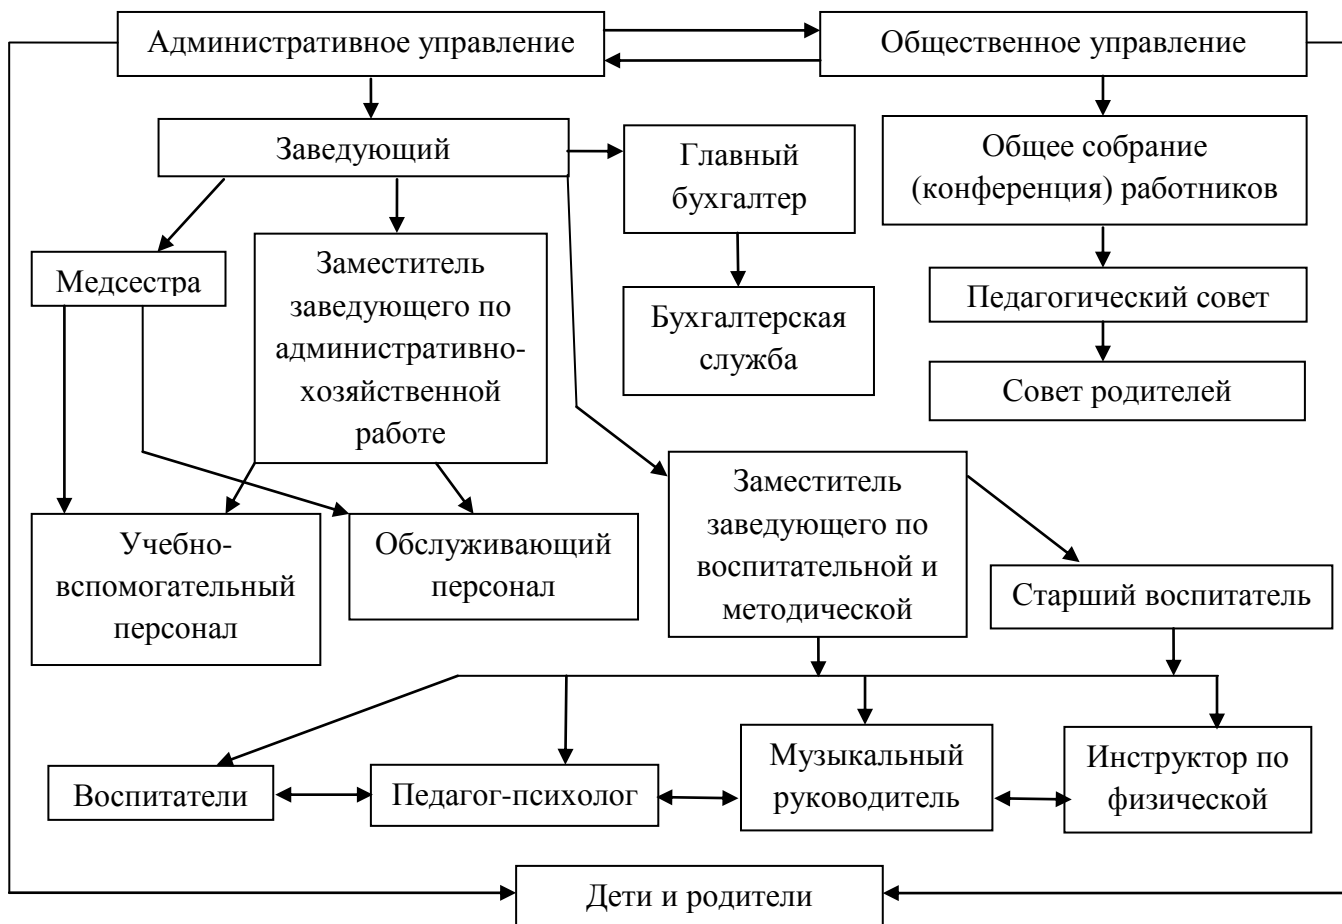 Административное управление
Общественное управление
Заведующий
Главный
бухгалтер
Общее собрание
(конференция) работников
Медсестра
Заместитель
заведующего по
административно-
хозяйственной
работе
Бухгалтерская
служба
Педагогический совет
Совет родителей
Учебно-
вспомогательный
персонал
Обслуживающий
персонал
Заместитель
заведующего по
воспитательной и
методической
Старший воспитатель
Воспитатели
Педагог-психолог
Музыкальный
руководитель
Инструктор по
физической
Дети и родители